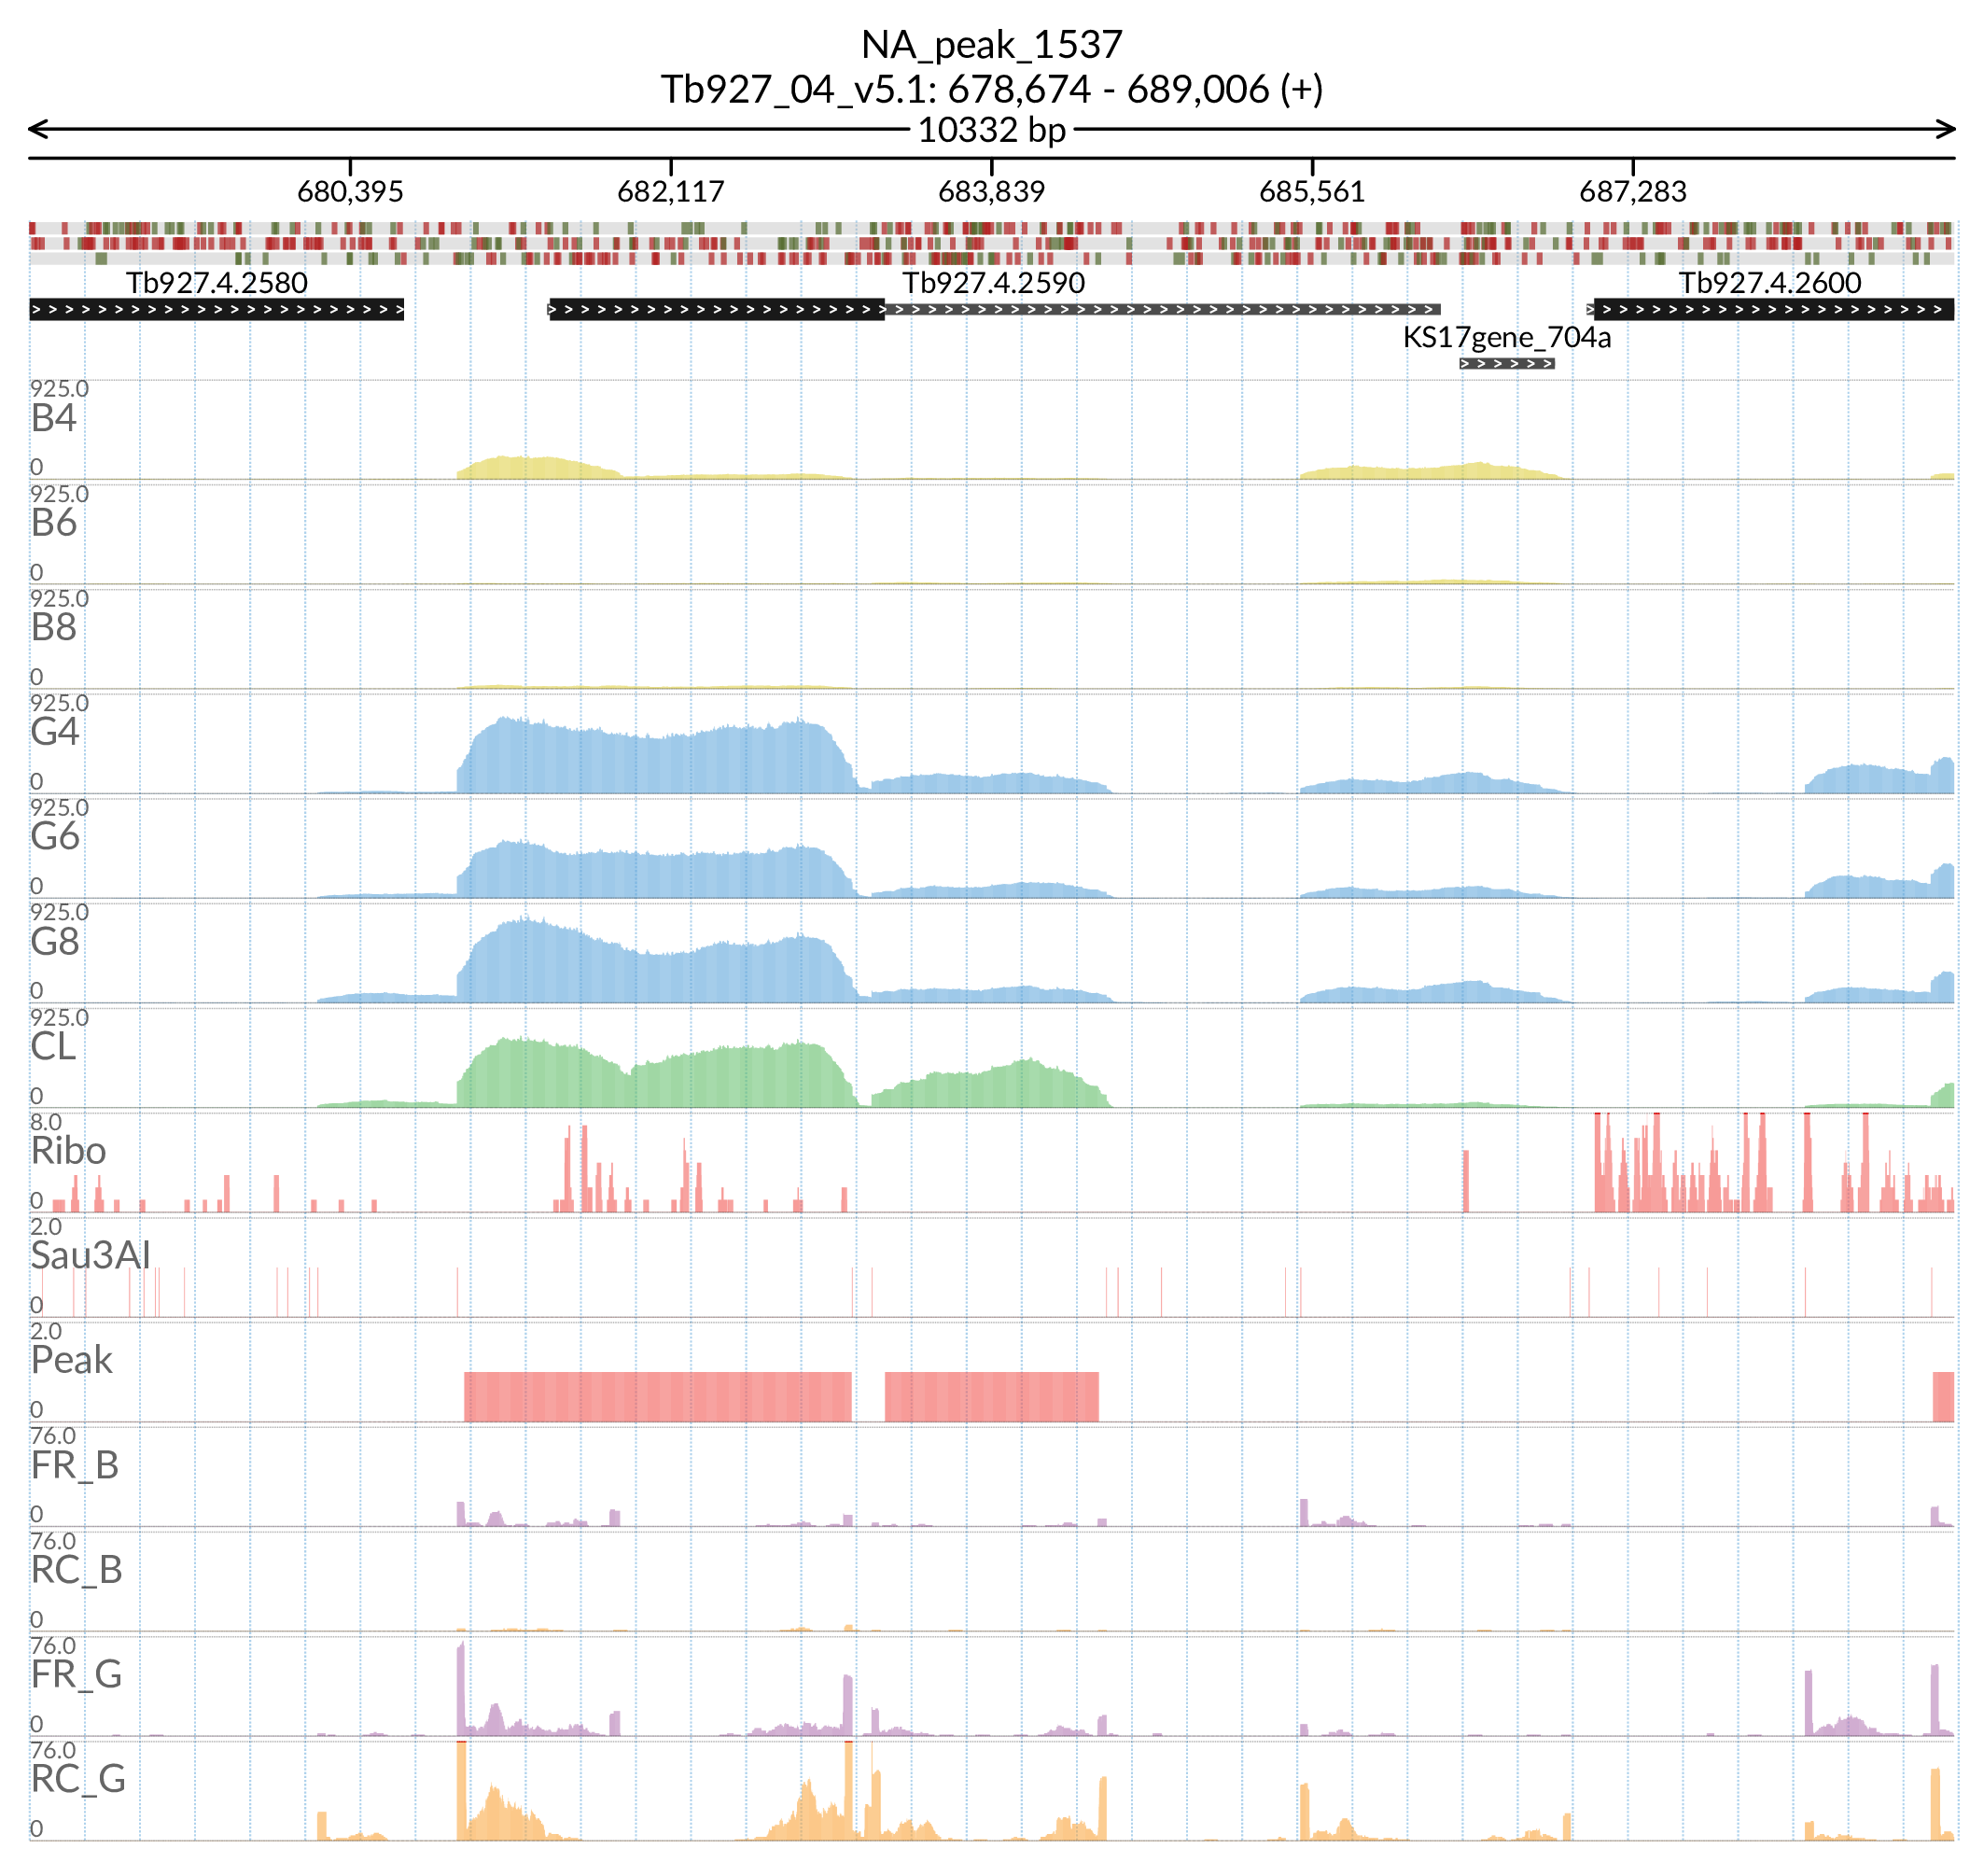 NA_peak_1537
Tb927_04_v5.1: 678,674 - 689,006 (+)
10332 bp
680,395 682,117 683,839 685,561 687,283
Tb927.4.2580 Tb927.4.2590 Tb927.4.2600
KS17gene_704a
925.0
B4
0
925.0
B6
0
925.0
B8
0
925.0
G4
0
925.0
G6
0
925.0
G8
0
925.0
CL
0
8.0
Ribo
0
2.0
Sau3AI
0
2.0
Peak
0
76.0
FR_B
0
76.0
RC_B
0
76.0
FR_G
0
76.0
RC_G
0